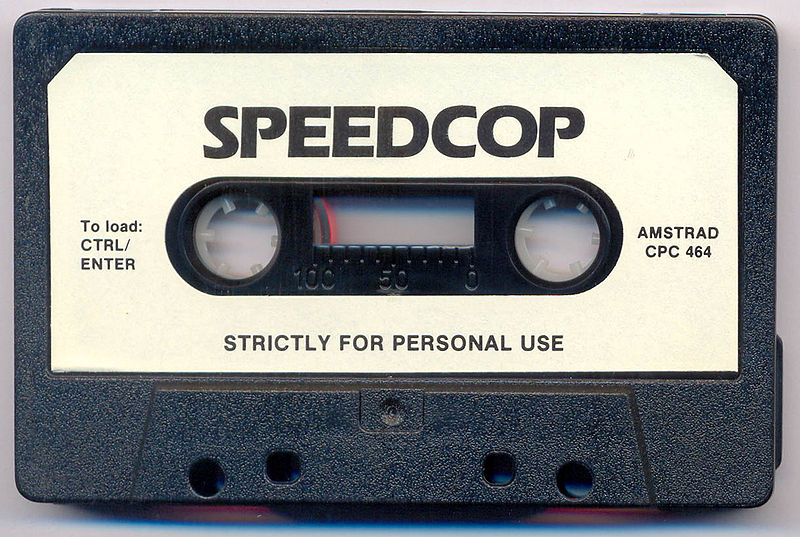 SPEEDCOP
To load:
CTRL/
ENTER
AMSTRAD
CPC 464
100 50 0
STRICTLY FOR PERSONAL USE